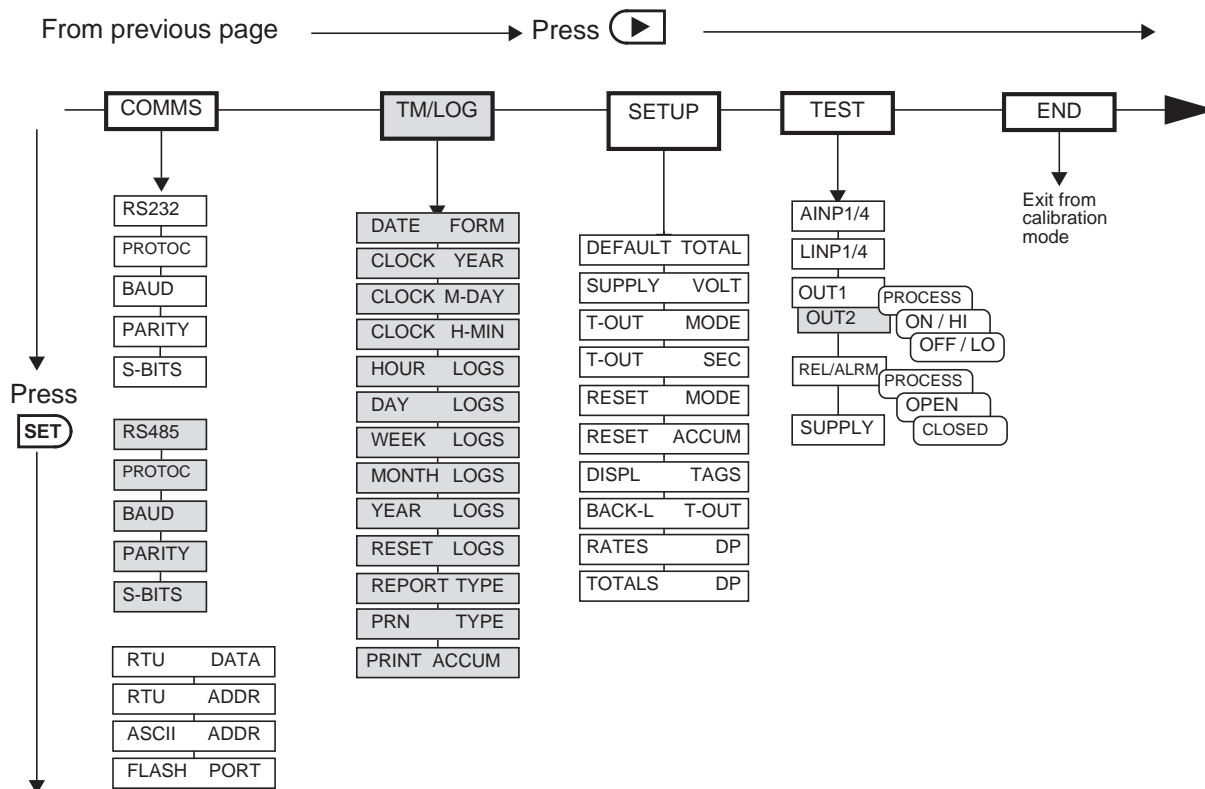 From previous page
Press
COMMS
TM/LOG
SETUP
TEST
END
Press
SET
RS232
PROTOC
BAUD
PARITY
S-BITS
RS485
PROTOC
BAUD
PARITY
S-BITS
RTU DATA
RTU ADDR
ASCII ADDR
FLASH PORT
DATE FORM
CLOCK YEAR
CLOCK M-DAY
CLOCK H-MIN
HOUR LOGS
DAY LOGS
WEEK LOGS
MONTH LOGS
YEAR LOGS
RESET LOGS
REPORT TYPE
PRN TYPE
PRINT ACCUM
DEFAULT TOTAL
SUPPLY VOLT
T-OUT MODE
T-OUT SEC
RESET MODE
RESET ACCUM
DISPL TAGS
BACK-L T-OUT
RATES DP
TOTALS DP
AINP1/4
LINP1/4
OUT1
OUT2
PROCESS
ON / HI
OFF / LO
REL/ALRM
PROCESS
OPEN
CLOSED
SUPPLY
Exit from
calibration
mode